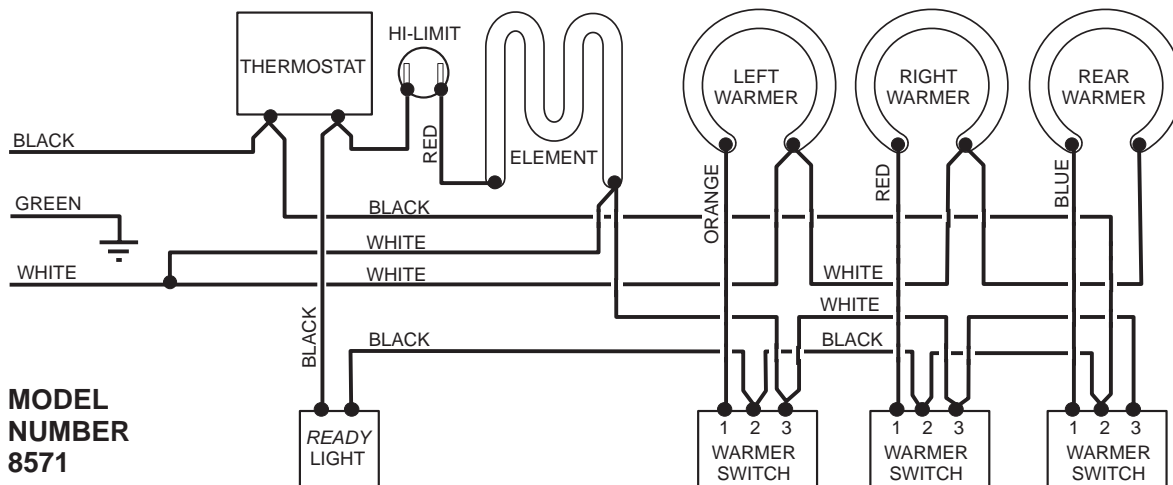 HI-LIMIT
THERMOSTAT
LEFT
WARMER
RIGHT
WARMER
REAR
WARMER
BLACK
RED
ELEMENT
ORANGE
RED
BLUE
GREEN
BLACK
WHITE
WHITE
WHITE
WHITE
WHITE
BLACK
BLACK
BLACK
MODEL
NUMBER
8571
READY
LIGHT
1 2 3
WARMER
SWITCH
1 2 3
WARMER
SWITCH
1 2 3
WARMER
SWITCH